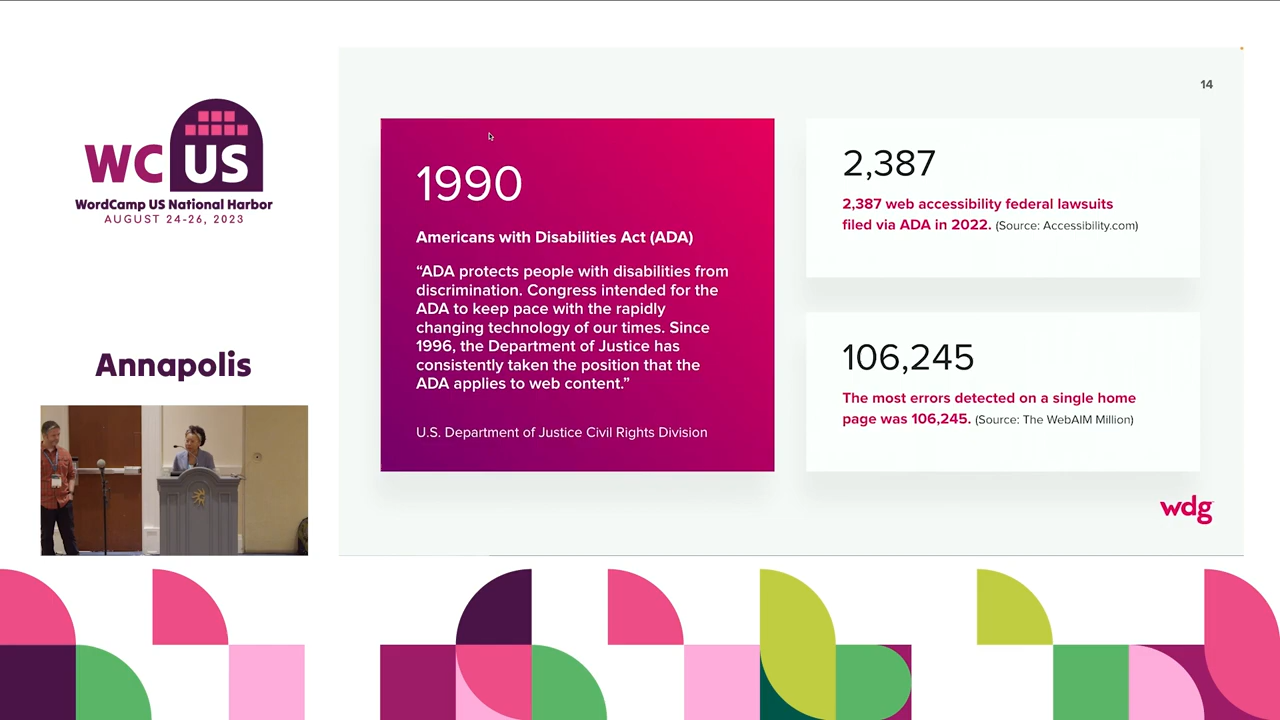 WC US
WordCamp US National Harbor
AUGUST 24-26, 2023
Annapolis
14
1990
Americans with Disabilities Act (ADA)
“ADA protects people with disabilities from
discrimination. Congress intended for the
ADA to keep pace with the rapidly
changing technology of our times. Since
1996, the Department of Justice has
consistently taken the position that the
ADA applies to web content.”
U.S. Department of Justice Civil Rights Division
2,387
2,387 web accessibility federal lawsuits
filed via ADA in 2022. (Source: Accessibility.com)
106,245
The most errors detected on a single home
page was 106,245. (Source: The WebAIM Million)
wdg